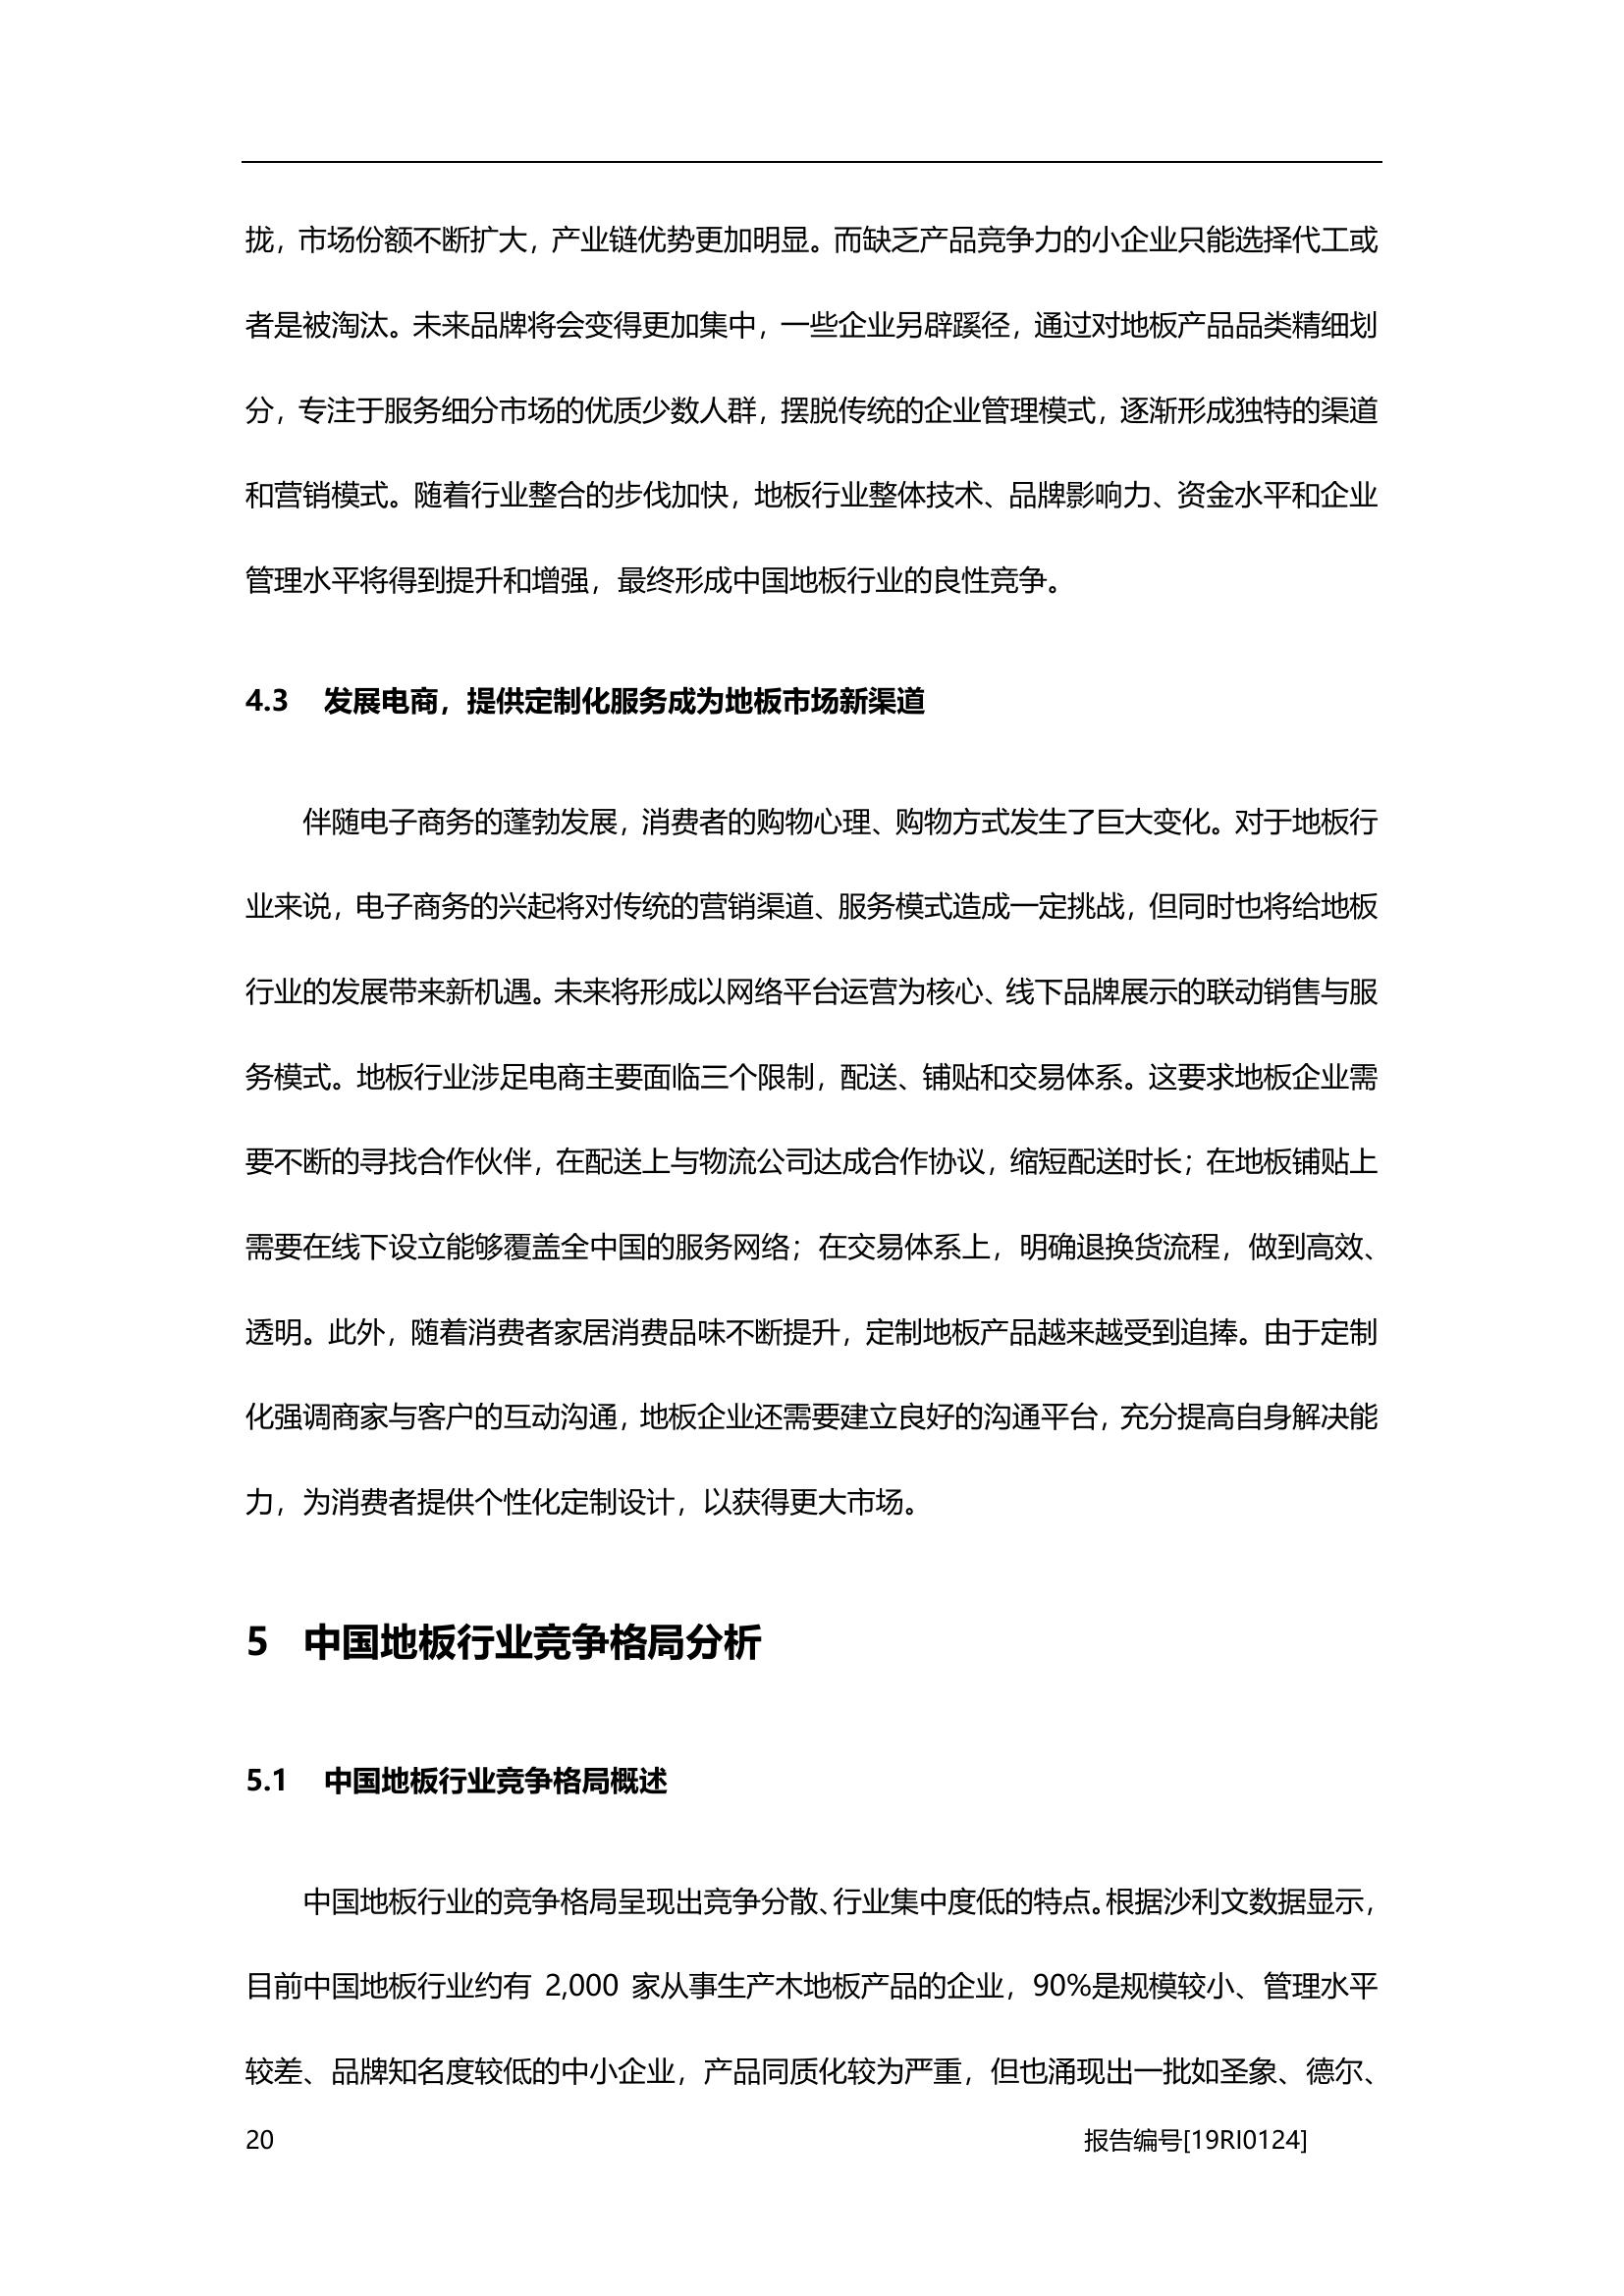 拢，市场份额不断扩大，产业链优势更加明显。而缺乏产品竞争力的小企业只能选择代工或
者是被淘汰。未来品牌将会变得更加集中，一些企业另辟蹊径，通过对地板产品品类精细划
分，专注于服务细分市场的优质少数人群，摆脱传统的企业管理模式，逐渐形成独特的渠道
和营销模式。随着行业整合的步伐加快，地板行业整体技术、品牌影响力、资金水平和企业
管理水平将得到提升和增强，最终形成中国地板行业的良性竞争。
4.3 发展电商，提供定制化服务成为地板市场新渠道
伴随电子商务的蓬勃发展，消费者的购物心理、购物方式发生了巨大变化。对于地板行
业来说，电子商务的兴起将对传统的营销渠道、服务模式造成一定挑战，但同时也将给地板
行业的发展带来新机遇。未来将形成以网络平台运营为核心、线下品牌展示的联动销售与服
务模式。地板行业涉足电商主要面临三个限制，配送、铺贴和交易体系。这要求地板企业需
要不断的寻找合作伙伴，在配送上与物流公司达成合作协议，缩短配送时长；在地板铺贴上
需要在线下设立能够覆盖全中国的服务网络；在交易体系上，明确退换货流程，做到高效、
透明。此外，随着消费者家居消费品味不断提升，定制地板产品越来越受到追捧。由于定制
化强调商家与客户的互动沟通，地板企业还需要建立良好的沟通平台，充分提高自身解决能
力，为消费者提供个性化定制设计，以获得更大市场。
5 中国地板行业竞争格局分析
5.1 中国地板行业竞争格局概述
中国地板行业的竞争格局呈现出竞争分散、行业集中度低的特点。根据沙利文数据显示，
目前中国地板行业约有 2,000 家从事生产木地板产品的企业，90%是规模较小、管理水平
较差、品牌知名度较低的中小企业，产品同质化较为严重，但也涌现出一批如圣象、德尔、
20 报告编号[19RI0124]